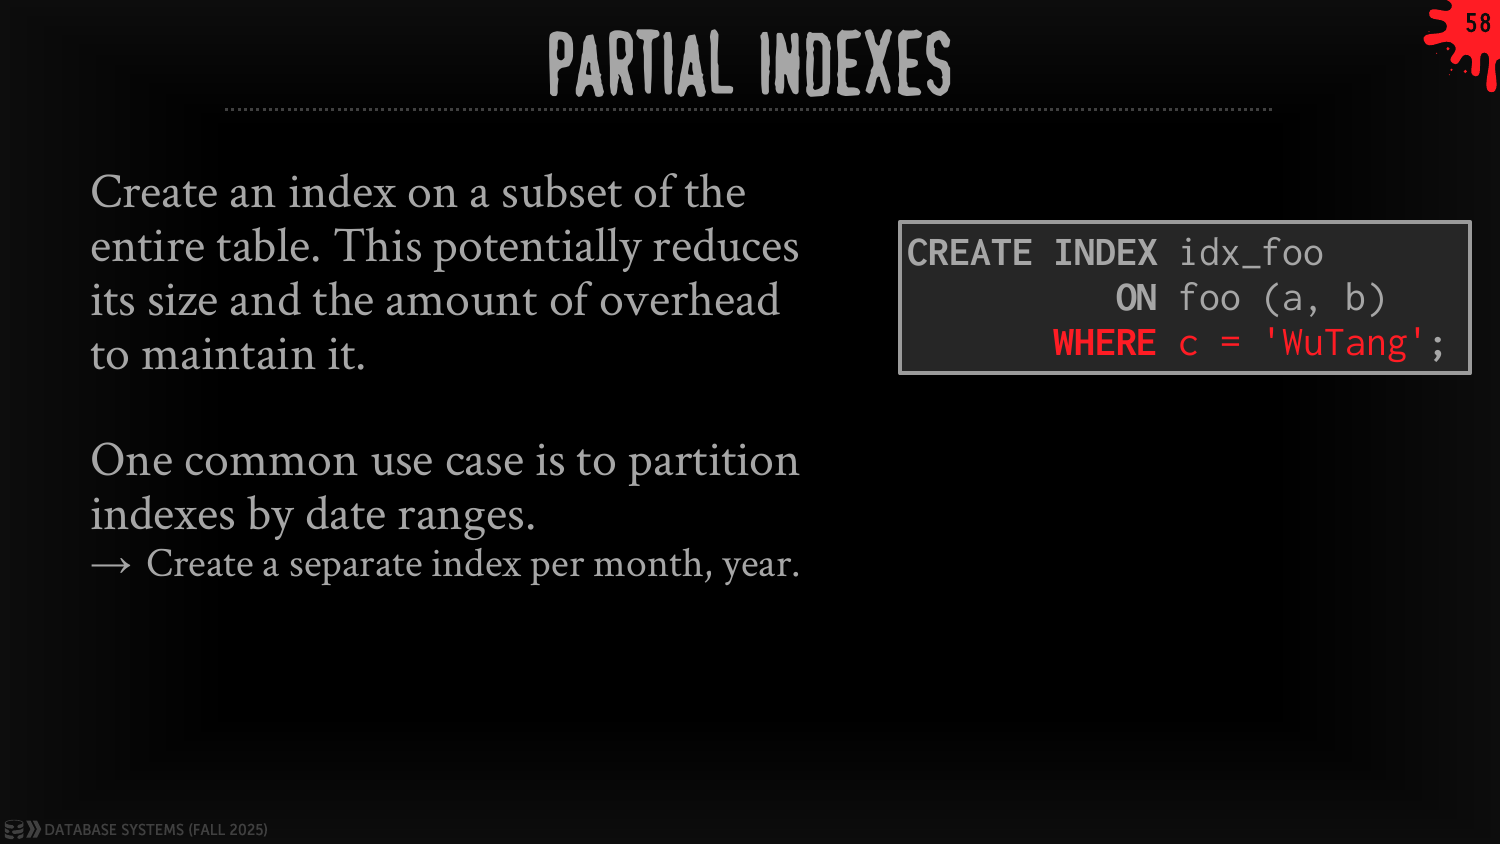 58
PARTIAL INDEXES
Create an index on a subset of the
entire table. This potentially reduces
its size and the amount of overhead
to maintain it.
One common use case is to partition
indexes by date ranges.
→ Create a separate index per month, year.
CREATE INDEX idx_foo
ON foo (a, b)
WHERE c = 'WuTang';
DATABASE SYSTEMS (FALL 2025)